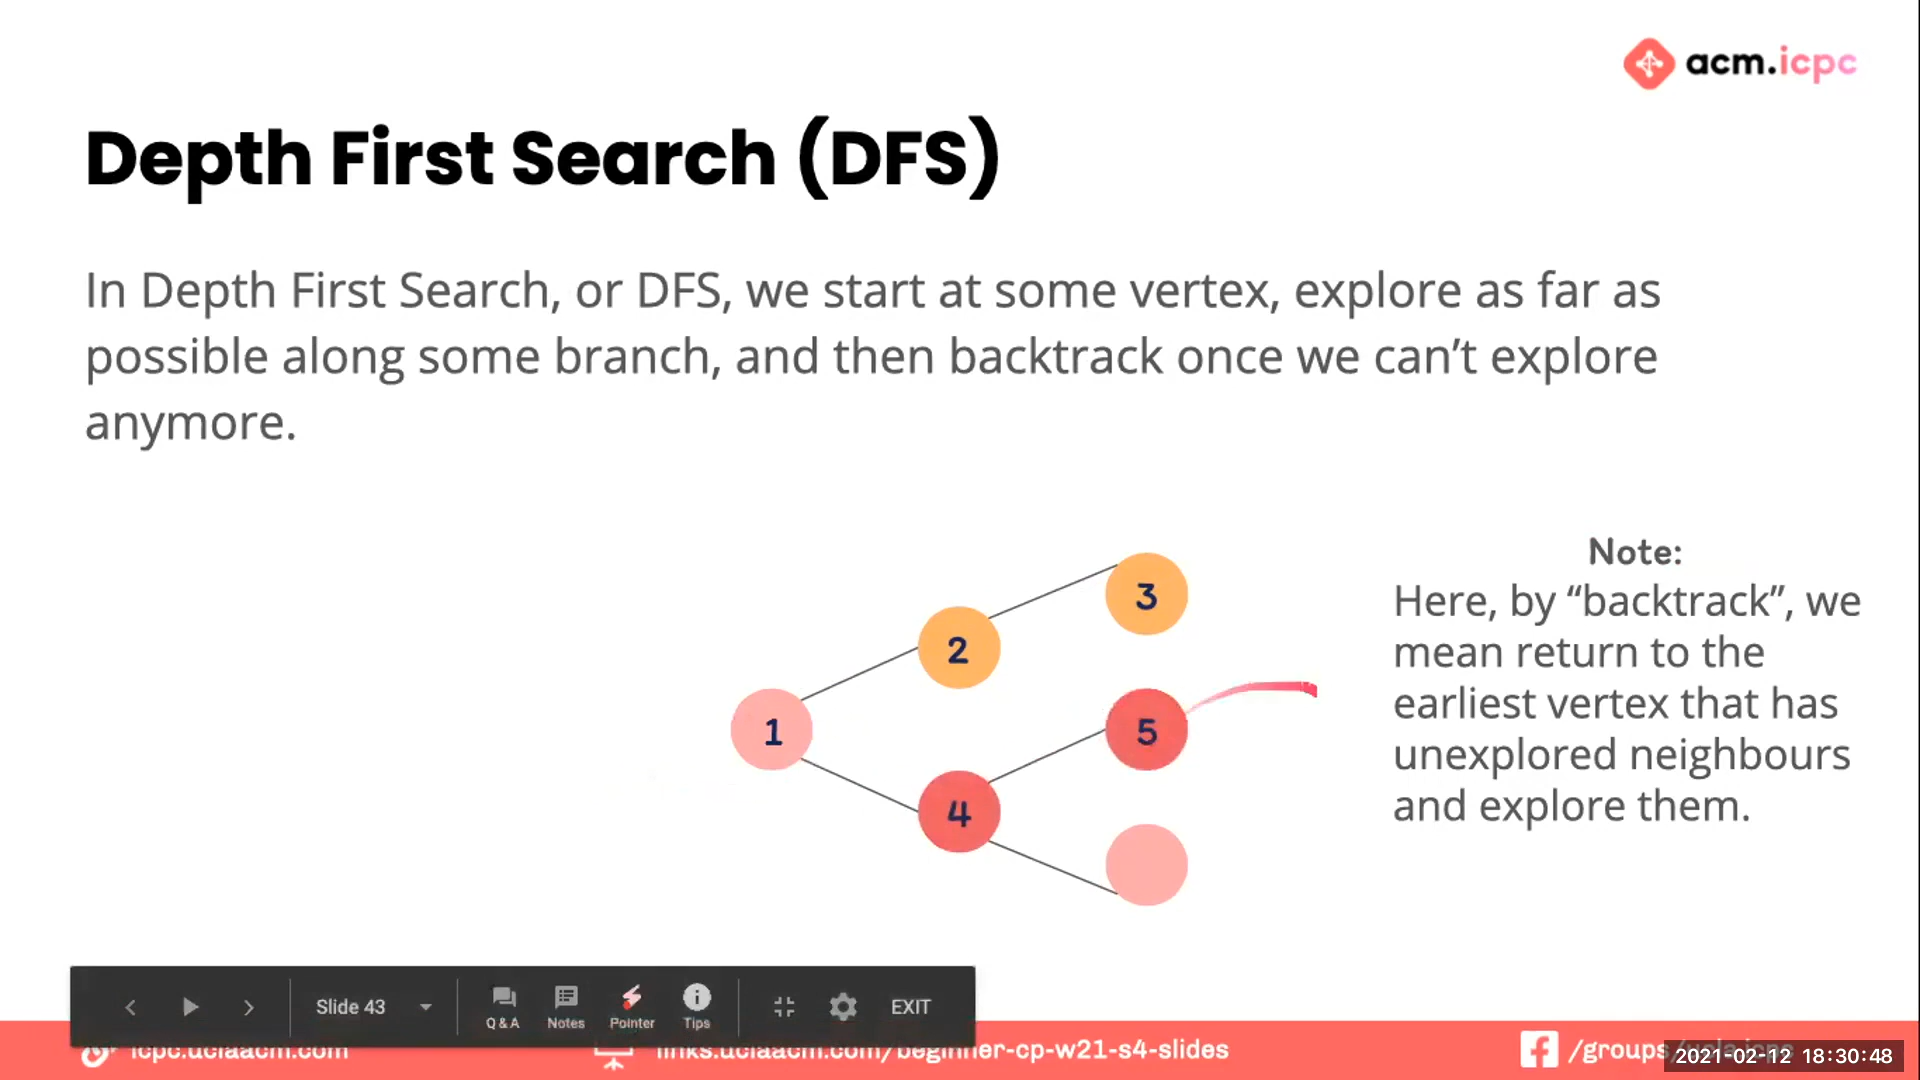 acm.icpc
Depth First Search (DFS)
In Depth First Search, or DFS, we start at some vertex, explore as far as
possible along some branch, and then backtrack once we can’t explore
anymore.
Note:
Here, by “backtrack”, we
mean return to the
earliest vertex that has
unexplored neighbours
and explore them.
3
2
1
5
4
Slide 43
Q & A
Notes
Pointer
Tips
EXIT
icpc.uclaacm.com
links.uclaacm.com/beginner-cp-w21-s4-slides
/groups/
2021-02-12 18:30:48